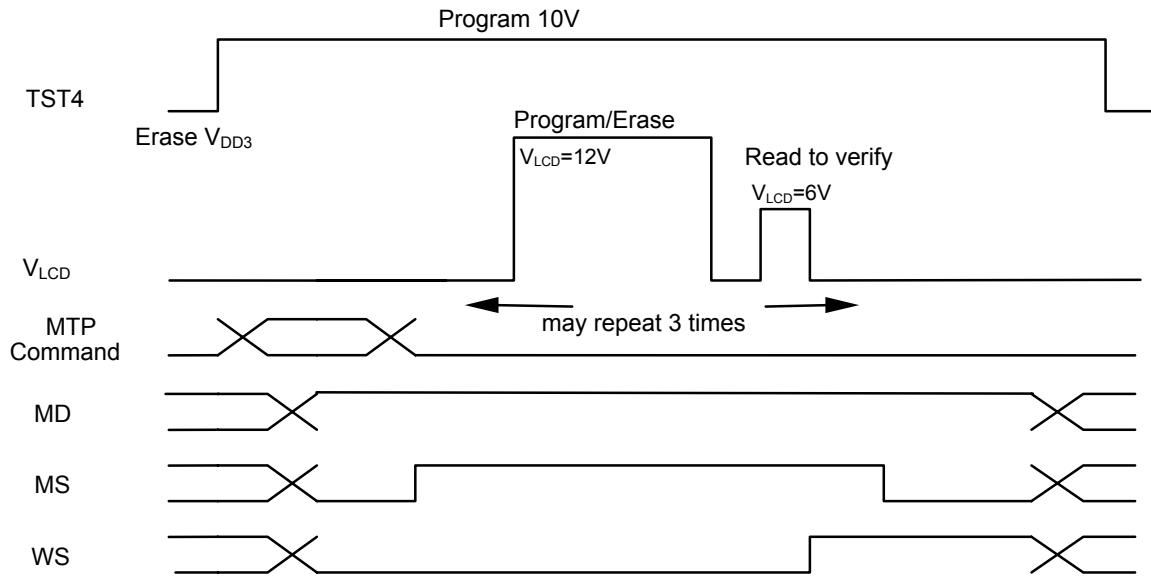 Program 10V
TST4
Erase VDD3
Program/Erase
VLCD=12V
Read to verify
VLCD=6V
VLCD
may repeat 3 times
MTP
Command
MD
MS
WS